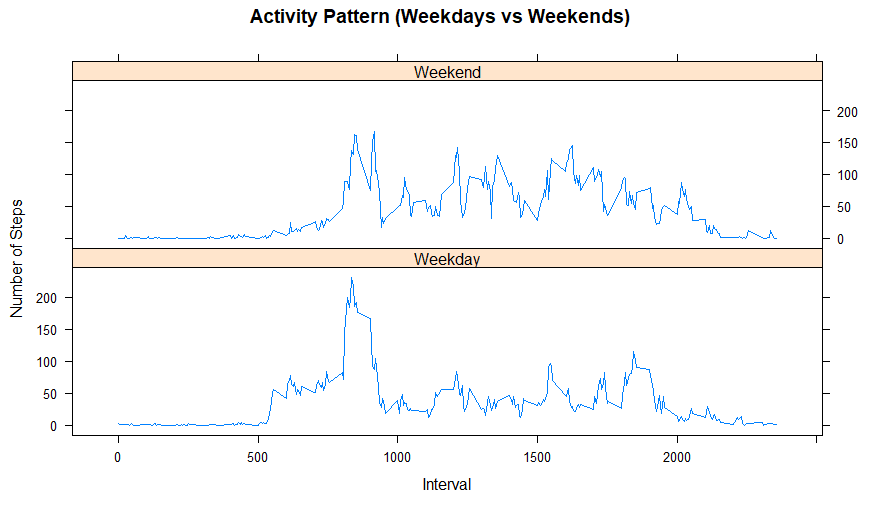 Activity Pattern (Weekdays vs Weekends)
Weekend
200
150
100
50
0
Weekday
200
150
100
50
0
Number of Steps
0 500 1000 1500 2000
Interval